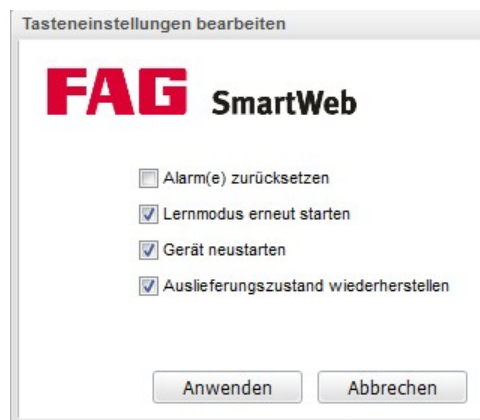 Tasteneinstellungen bearbeiten
FAG SmartWeb
Alarm(e) zurücksetzen
Lernmodus erneut starten
Gerät neustarten
Auslieferungszustand wiederherstellen
Anwenden Abbrechen